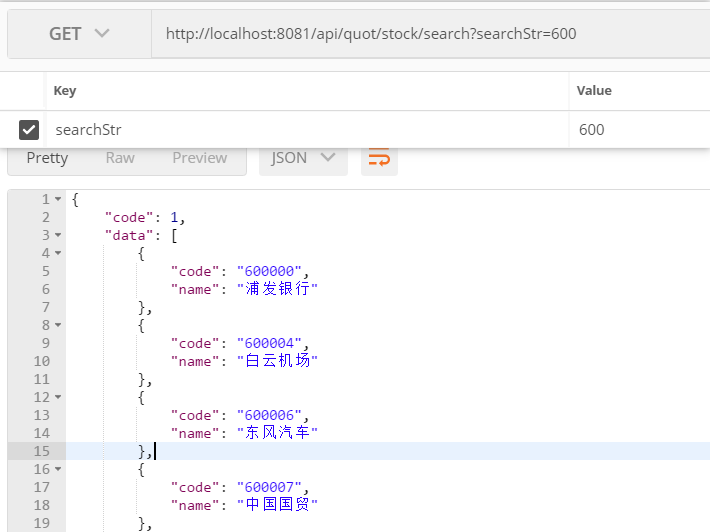 GET http://localhost:8081/api/quot/stock/search?searchStr=600
Key Value
searchStr 600
Pretty Raw Preview JSON
1 {
2 "code": 1,
3 "data": [
4 {
5 "code": "600000",
6 "name": "浦发银行"
7 },
8 {
9 "code": "600004",
10 "name": "白云机场"
11 },
12 {
13 "code": "600006",
14 "name": "东风汽车"
15 },
16 {
17 "code": "600007",
18 "name": "中国国贸"
19 },